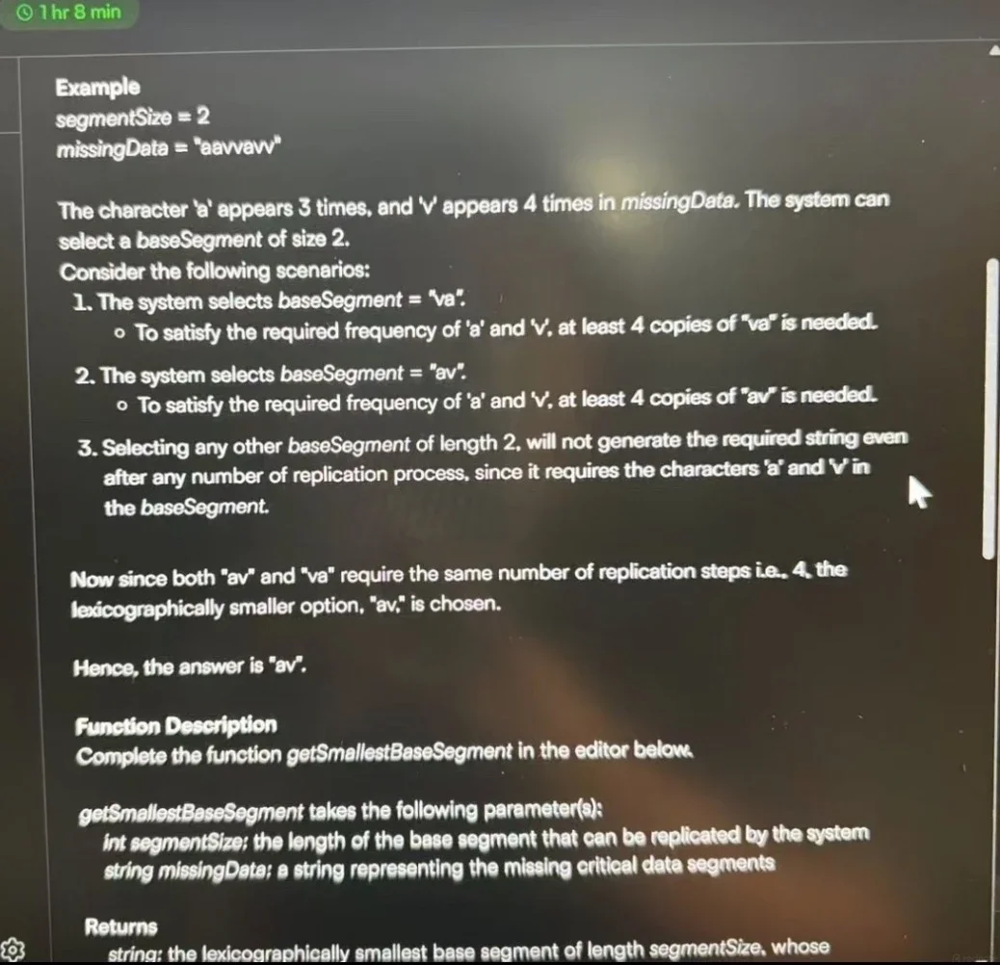 1 hr 8 min
Example
segmentSize = 2
missingData = "aavvavv"
The character 'a' appears 3 times, and 'v' appears 4 times in missingData. The system can
select a baseSegment of size 2.
Consider the following scenarios:
1. The system selects baseSegment = "va".
o To satisfy the required frequency of 'a' and 'v', at least 4 copies of "va" is needed.
2. The system selects baseSegment = "av".
o To satisfy the required frequency of 'a' and 'v', at least 4 copies of "av" is needed.
3. Selecting any other baseSegment of length 2, will not generate the required string even
after any number of replication process, since it requires the characters 'a' and 'v' in
the baseSegment.
Now since both "av" and "va" require the same number of replication steps i.e., 4, the
lexicographically smaller option, "av," is chosen.
Hence, the answer is "av".
Function Description
Complete the function getSmallestBaseSegment in the editor below.
getSmallestBaseSegment takes the following parameter(s):
int segmentSize: the length of the base segment that can be replicated by the system
string missingData: a string representing the missing critical data segments
Returns
string: the lexicographically smallest base segment of length segmentSize, whose